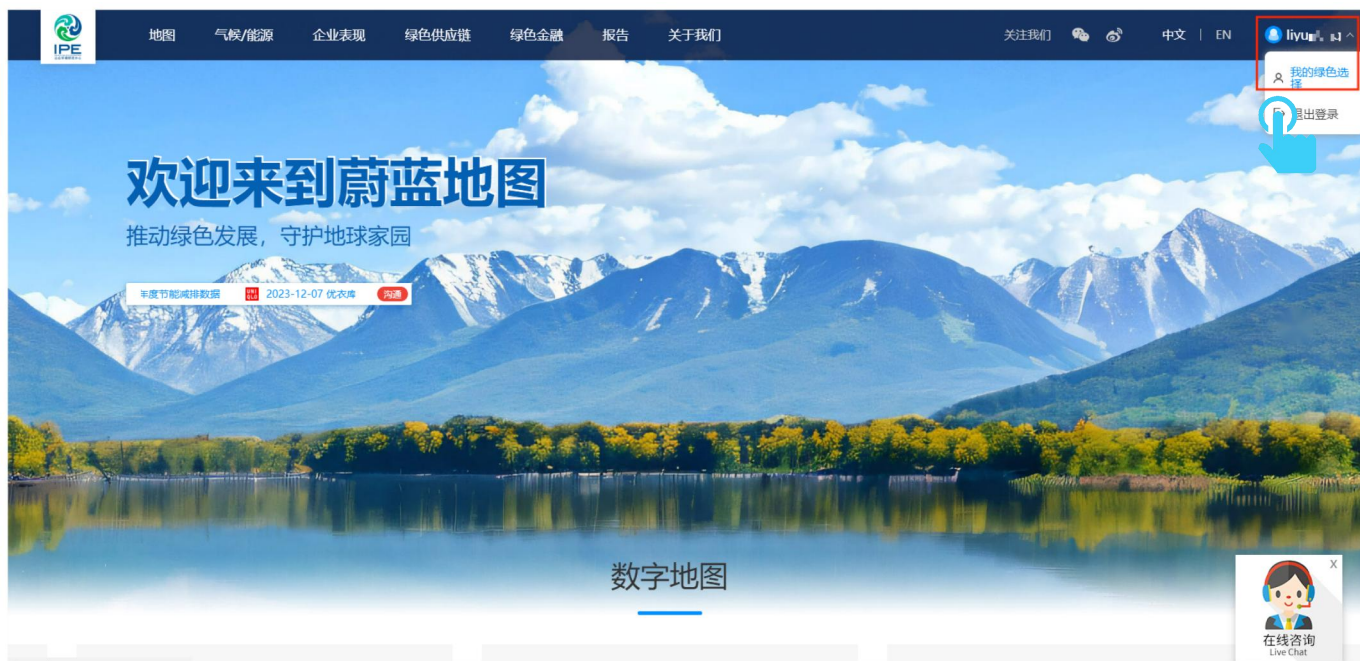 IPE
地图
气候/能源
企业表现
绿色供应链
绿色金融
报告
关于我们
关注我们
中文 | EN
我的绿色选
择
退出登录
欢迎来到蔚蓝地图
推动绿色发展，守护地球家园
年度节能减排数据
UNI
QLO
2023-12-07 优衣库
沟通
数字地图
X
在线咨询
Live Chat